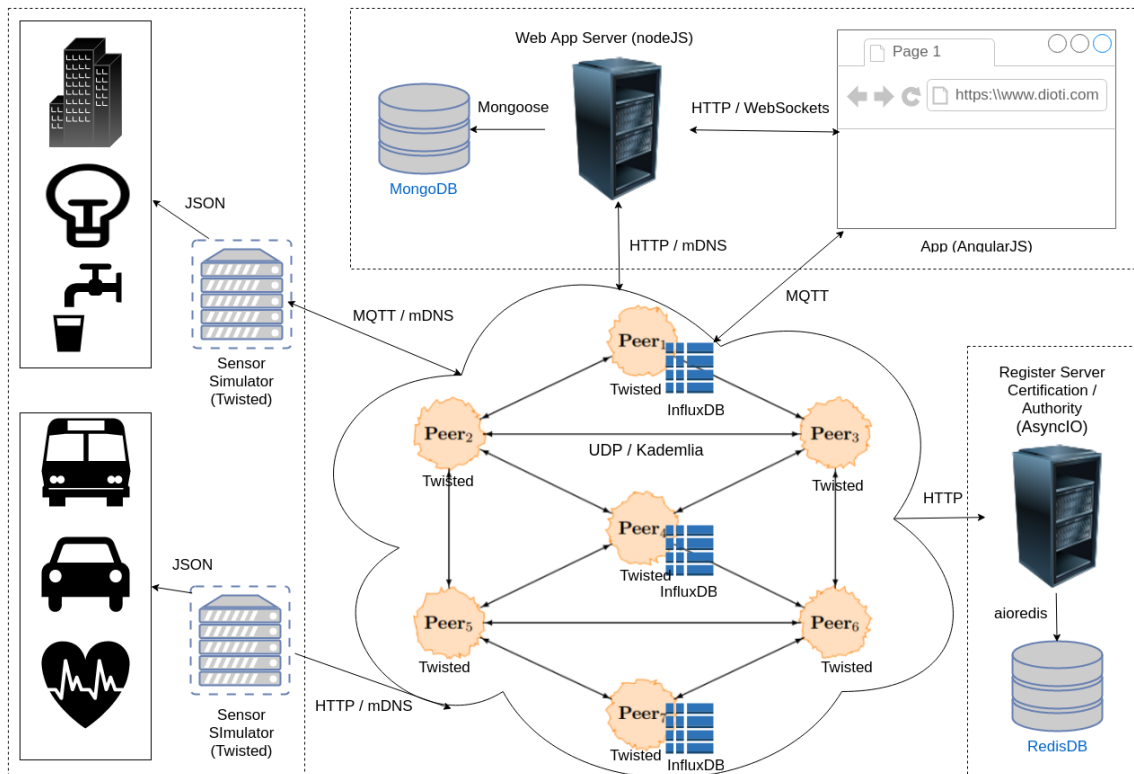 Web App Server (nodeJS)
Page 1
https:\\www.dioti.com
Mongoose
HTTP / WebSockets
MongoDB
App (AngularJS)
HTTP / mDNS
MQTT
JSON
Sensor
Simulator
(Twisted)
MQTT / mDNS
Peer1
Twisted
InfluxDB
Peer2
Twisted
UDP / Kademlia
Peer3
Twisted
Peer4
Twisted
InfluxDB
Register Server
Certification /
Authority
(AsyncIO)
HTTP
aioredis
RedisDB
JSON
Sensor
SImulator
(Twisted)
HTTP / mDNS
Peer5
Twisted
Peer6
Twisted
Peer7
Twisted
InfluxDB